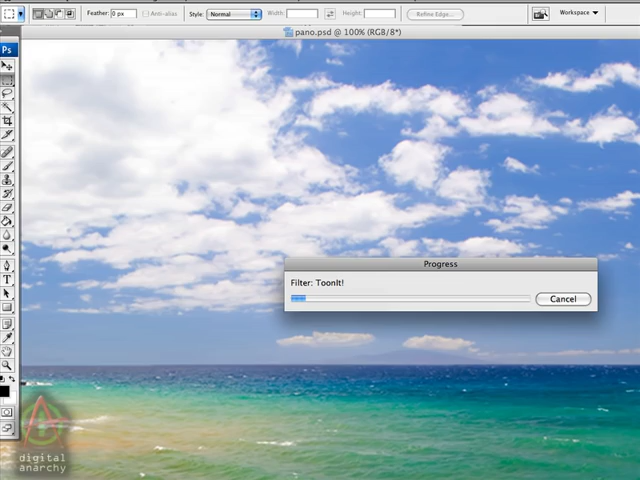 Feather: 0 px
Anti-alias
Style: Normal
Width:
Height:
Refine Edge...
Workspace
pano.psd @ 100% (RGB/8*)
Ps
T
Progress
Filter: ToonIt!
Cancel
digital
anarchy